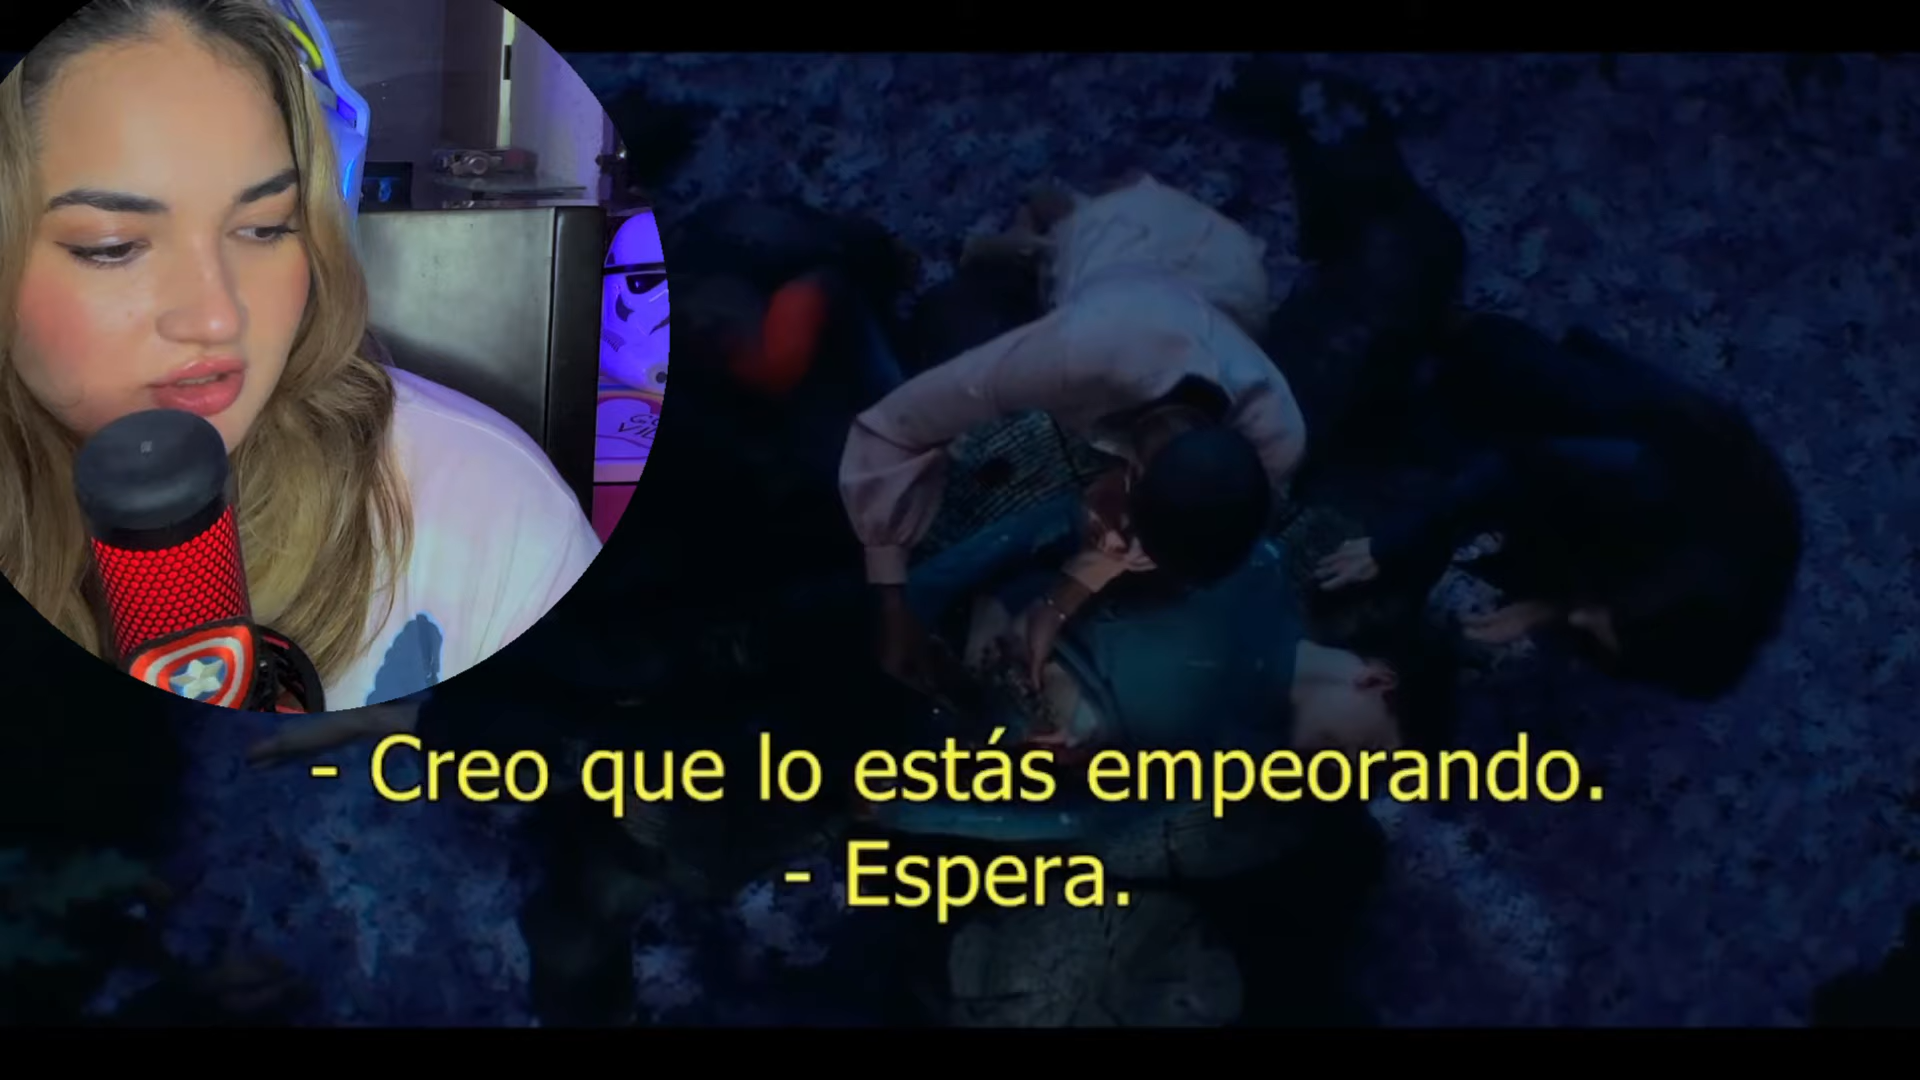 - Creo que lo estás empeorando.
- Espera.